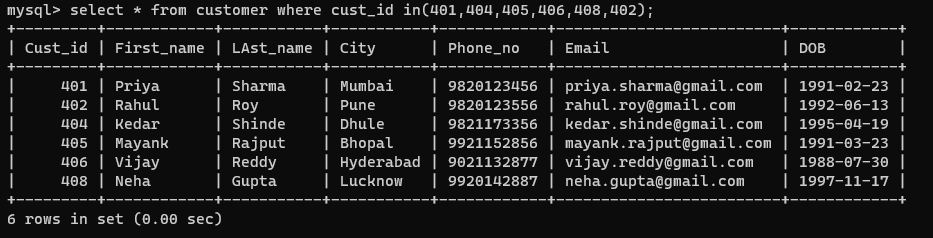 mysql> select * from customer where cust_id in(401,404,405,406,408,402);
+---------+------------+-----------+-----------+------------+-------------------------+------------+
| Cust_id | First_name | LAst_name | City      | Phone_no   | Email                   | DOB        |
+---------+------------+-----------+-----------+------------+-------------------------+------------+
|     401 | Priya      | Sharma    | Mumbai    | 9820123456 | priya.sharma@gmail.com  | 1991-02-23 |
|     402 | Rahul      | Roy       | Pune      | 9820123556 | rahul.roy@gmail.com     | 1992-06-13 |
|     404 | Kedar      | Shinde    | Dhule     | 9821173356 | kedar.shinde@gmail.com  | 1995-04-19 |
|     405 | Mayank     | Rajput    | Bhopal    | 9921152856 | mayank.rajput@gmail.com | 1991-03-23 |
|     406 | Vijay      | Reddy     | Hyderabad | 9021132877 | vijay.reddy@gmail.com   | 1988-07-30 |
|     408 | Neha       | Gupta     | Lucknow   | 9920142887 | neha.gupta@gmail.com    | 1997-11-17 |
+---------+------------+-----------+-----------+------------+-------------------------+------------+
6 rows in set (0.00 sec)